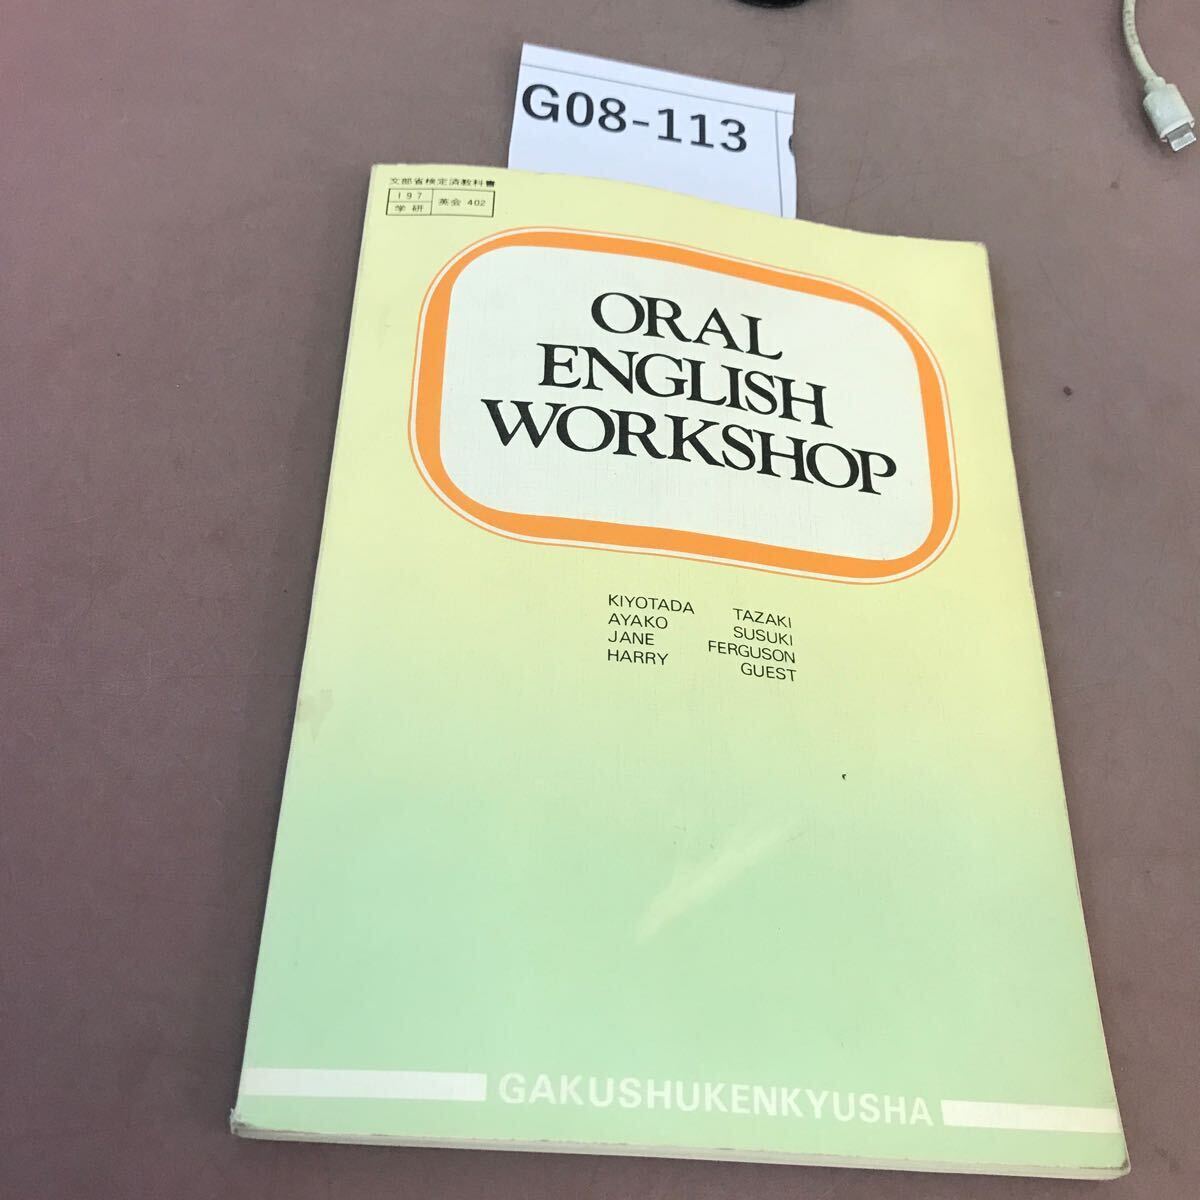 G08-113
文部省検定済教科書
197
学研
英会 402
ORAL
ENGLISH
WORKSHOP
KIYOTADA TAZAKI
AYAKO SUSUKI
JANE FERGUSON
HARRY GUEST
GAKUSHUKENKYUSHA